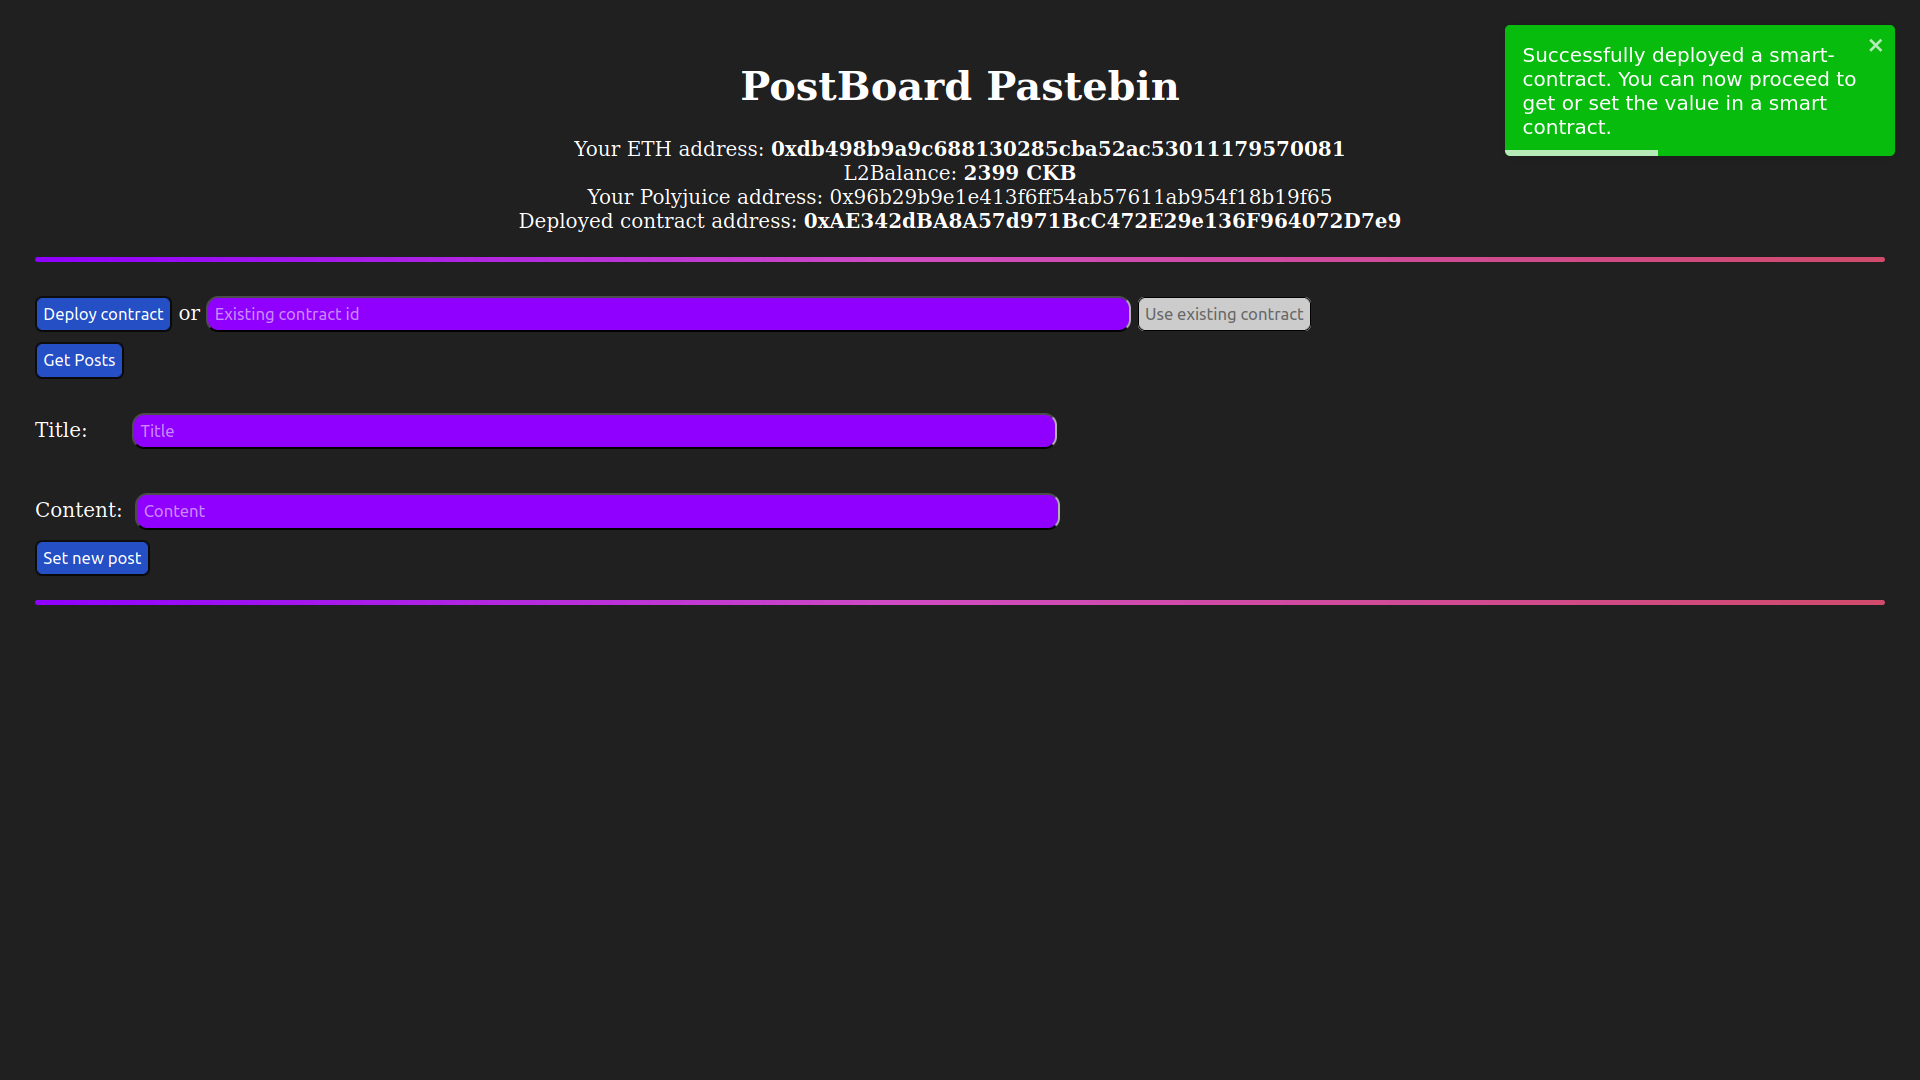 PostBoard Pastebin
Your ETH address: 0xdb498b9a9c688130285cba52ac53011179570081
L2Balance: 2399 CKB
Your Polyjuice address: 0x96b29b9e1e413f6ff54ab57611ab954f18b19f65
Deployed contract address: 0xAE342dBA8A57d971BcC472E29e136F964072D7e9
Successfully deployed a smart-
contract. You can now proceed to
get or set the value in a smart
contract.
×
Deploy contract or Existing contract id Use existing contract
Get Posts
Title: Title
Content: Content
Set new post